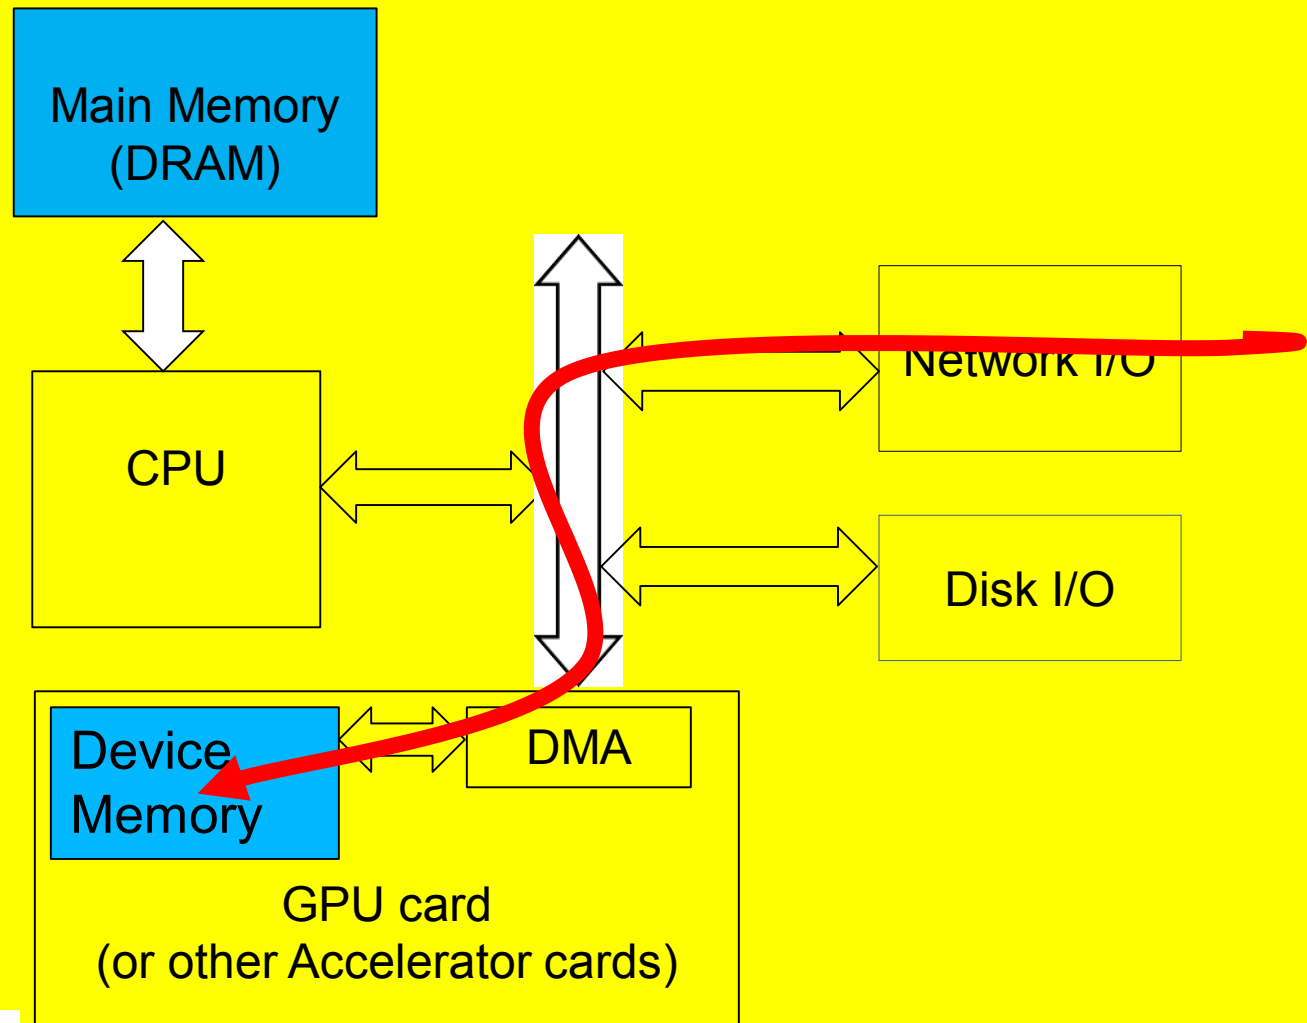 Main Memory
(DRAM)
CPU
Network I/O
Disk I/O
Device
Memory
DMA
GPU card
(or other Accelerator cards)